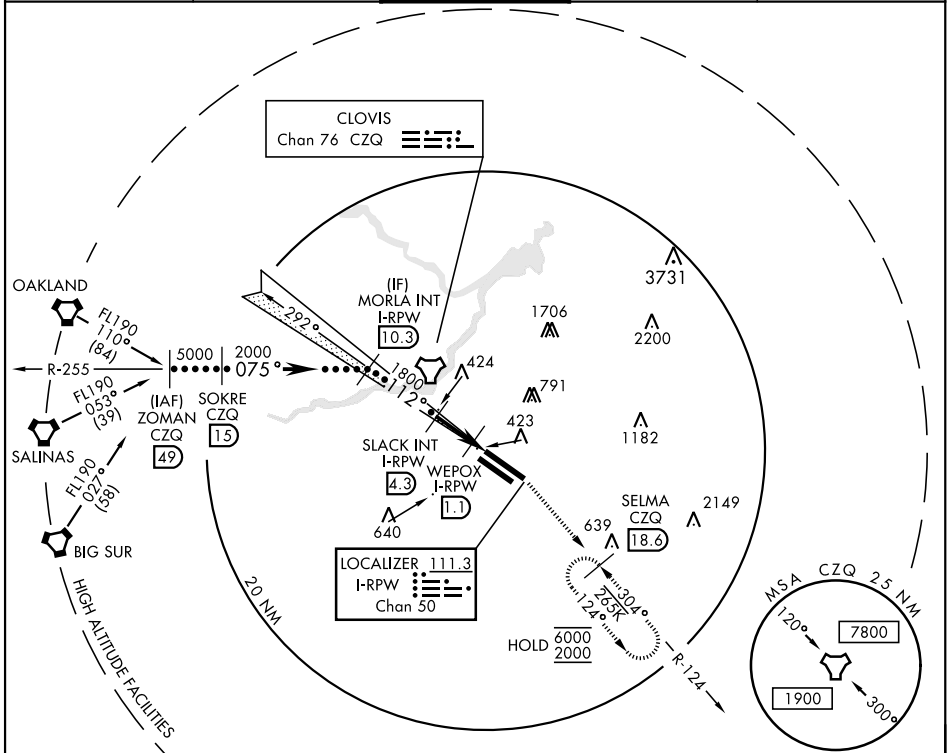 CLOVIS
Chan 76 CZQ
3731
OAKLAND
FL190
110°
(84)
292°
(IF)
MORLA INT
I-RPW
10.3
1706
2200
R-255
5000
2000
075°
1800
112°
424
791
FL190
053°
(39)
(IAF)
ZOMAN
CZQ
49
SOKRE
CZQ
15
423
1182
SALINAS
SLACK INT
I-RPW
4.3
WEPOX
I-RPW
1.1
FL190
027°
(58)
640
SELMA
CZQ
18.6
2149
639
BIG SUR
LOCALIZER 111.3
I-RPW
Chan 50
20 NM
304°
265K
124°
HOLD 6000
2000
R-124
HIGH ALTITUDE FACILITIES
MSA CZQ 25 NM
120°
7800
1900
300°